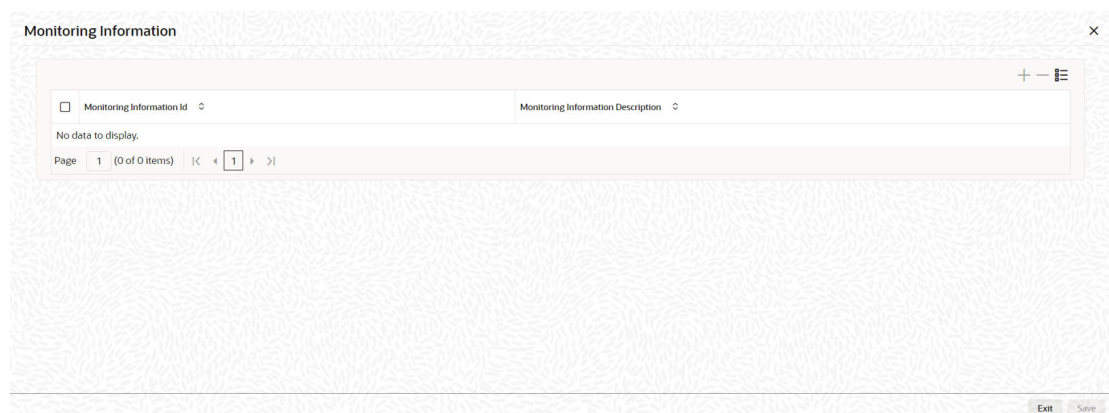 Monitoring Information
Monitoring Information Id
Monitoring Information Description
No data to display.
Page 1 (0 of 0 items) 1
Exit Save